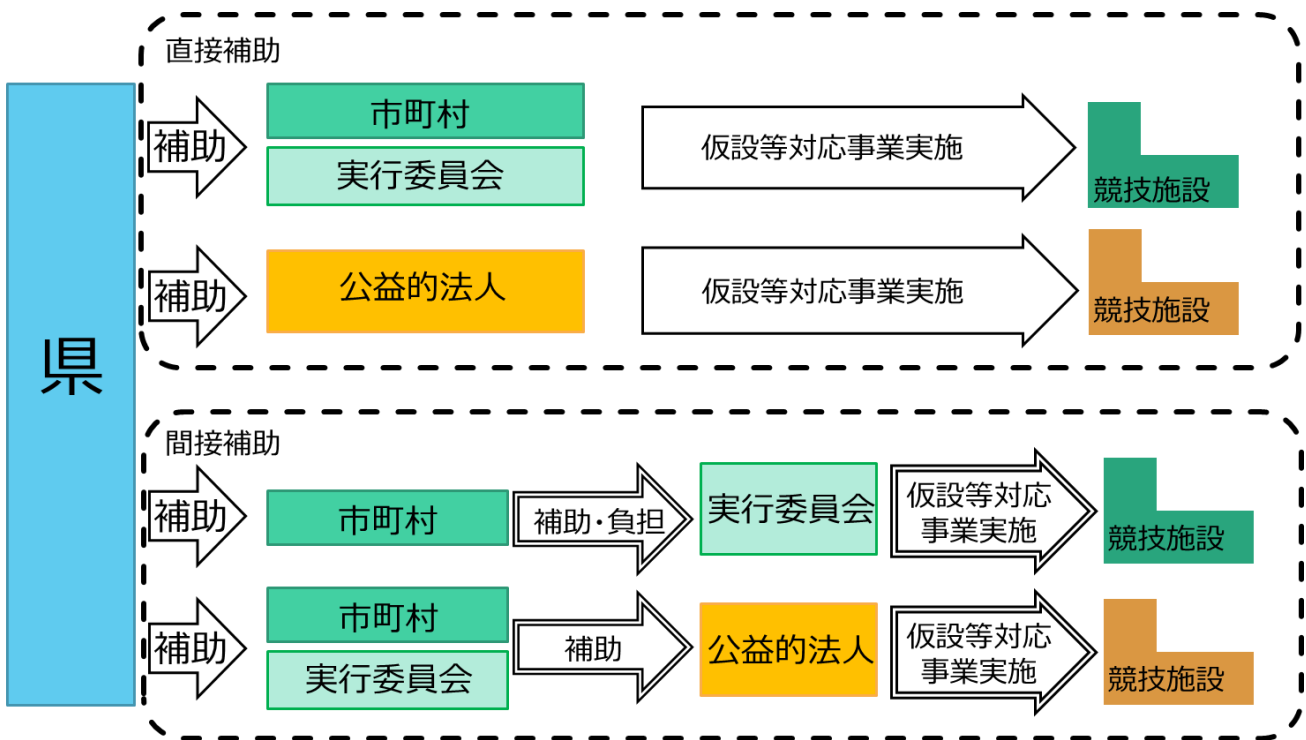 直接補助
県
補助
市町村
実行委員会
仮設等対応事業実施
競技施設
補助
公益的法人
仮設等対応事業実施
競技施設
間接補助
補助
市町村
補助・負担
実行委員会
仮設等対応
事業実施
競技施設
補助
市町村
実行委員会
補助
公益的法人
仮設等対応
事業実施
競技施設